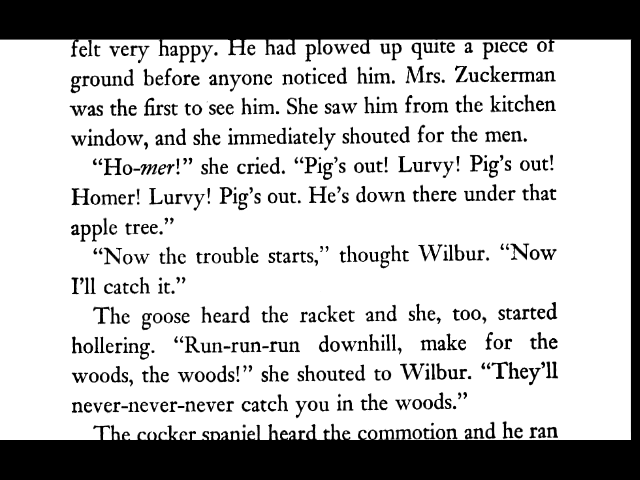 felt very happy. He had plowed up quite a piece of
ground before anyone noticed him. Mrs. Zuckerman
was the first to see him. She saw him from the kitchen
window, and she immediately shouted for the men.
"Ho-mer!" she cried. "Pig's out! Lurvy! Pig's out!
Homer! Lurvy! Pig's out. He's down there under that
apple tree."
"Now the trouble starts," thought Wilbur. "Now
I'll catch it."
The goose heard the racket and she, too, started
hollering. "Run-run-run downhill, make for the
woods, the woods!" she shouted to Wilbur. "They'll
never-never-never catch you in the woods."
The cocker spaniel heard the commotion and he ran